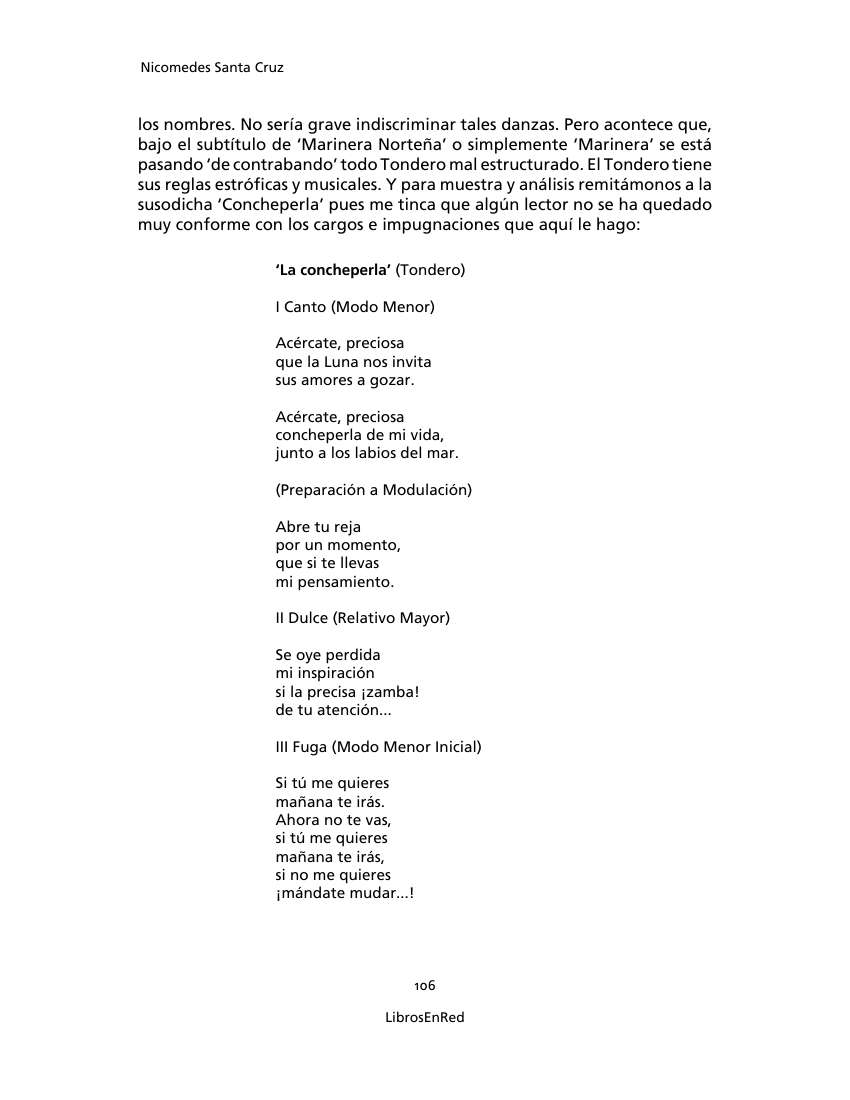 Nicomedes Santa Cruz
los nombres. No sería grave indiscriminar tales danzas. Pero acontece que,
bajo el subtítulo de ‘Marinera Norteña’ o simplemente ‘Marinera’ se está
pasando ‘de contrabando’ todo Tondero mal estructurado. El Tondero tiene
sus reglas estróficas y musicales. Y para muestra y análisis remitámonos a la
susodicha ‘Concheperla’ pues me tinca que algún lector no se ha quedado
muy conforme con los cargos e impugnaciones que aquí le hago:
‘La concheperla’ (Tondero)
I Canto (Modo Menor)
Acércate, preciosa
que la Luna nos invita
sus amores a gozar.
Acércate, preciosa
concheperla de mi vida,
junto a los labios del mar.
(Preparación a Modulación)
Abre tu reja
por un momento,
que si te llevas
mi pensamiento.
II Dulce (Relativo Mayor)
Se oye perdida
mi inspiración
si la precisa ¡zamba!
de tu atención...
III Fuga (Modo Menor Inicial)
Si tú me quieres
mañana te irás.
Ahora no te vas,
si tú me quieres
mañana te irás,
si no me quieres
¡mándate mudar...!
106
LibrosEnRed